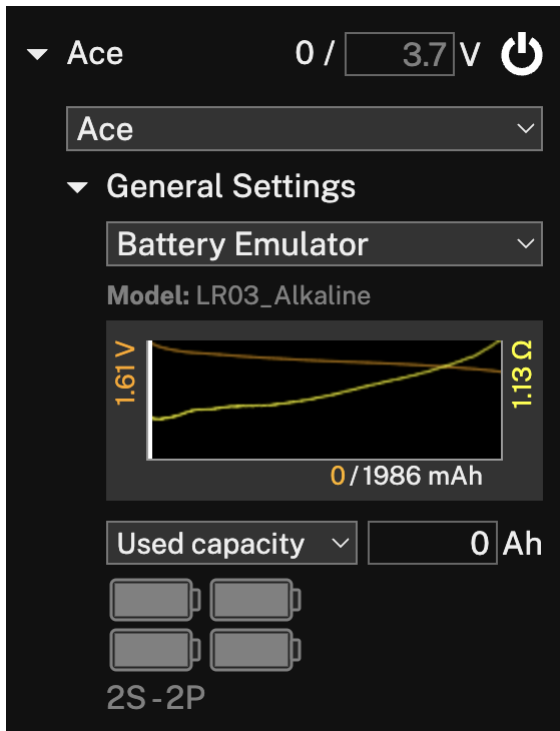 Ace 0 / 3.7 V
Ace
General Settings
Battery Emulator
Model: LR03_Alkaline
1.61 V
1.13 Ω
0/1986 mAh
Used capacity 0 Ah
2S-2P